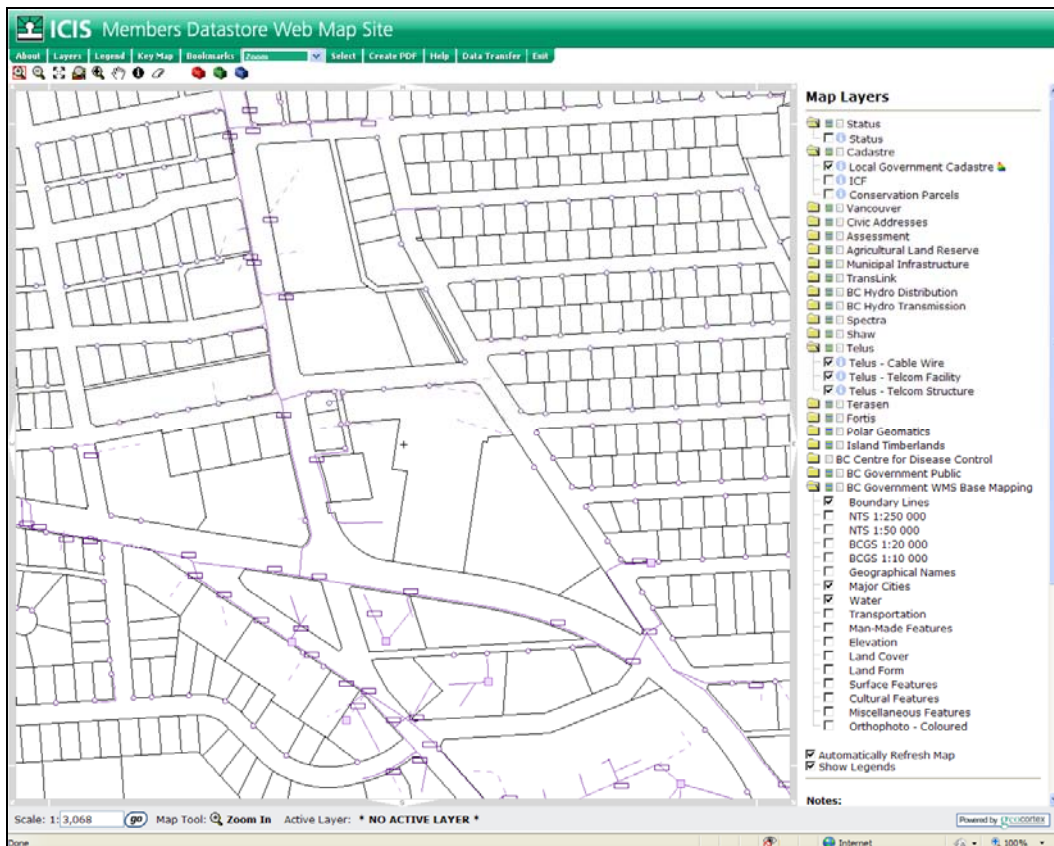 ICIS Members Datastore Web Map Site
About Layers Legend Key Map Bookmarks Zoom Select Create PDF Help Data Transfer Exit
Map Layers
Status
Status
Cadastre
Local Government Cadastre
ICF
Conservation Parcels
Vancouver
Civic Addresses
Assessment
Agricultural Land Reserve
Municipal Infrastructure
TransLink
BC Hydro Distribution
BC Hydro Transmission
Spectra
Shaw
Telus
Telus - Cable Wire
Telus - Telcom Facility
Telus - Telcom Structure
Terasen
Fortis
Polar Geomatics
Island Timberlands
BC Centre for Disease Control
BC Government Public
BC Government WMS Base Mapping
Boundary Lines
NTS 1:250 000
NTS 1:50 000
BCGS 1:20 000
BCGS 1:10 000
Geographical Names
Major Cities
Water
Transportation
Man-Made Features
Elevation
Land Cover
Land Form
Surface Features
Cultural Features
Miscellaneous Features
Orthophoto - Coloured
Automatically Refresh Map
Show Legends
Notes:
Scale: 1: 3,068 go Map Tool: Zoom In Active Layer: * NO ACTIVE LAYER *
Powered by geocortex
Done Internet 100%